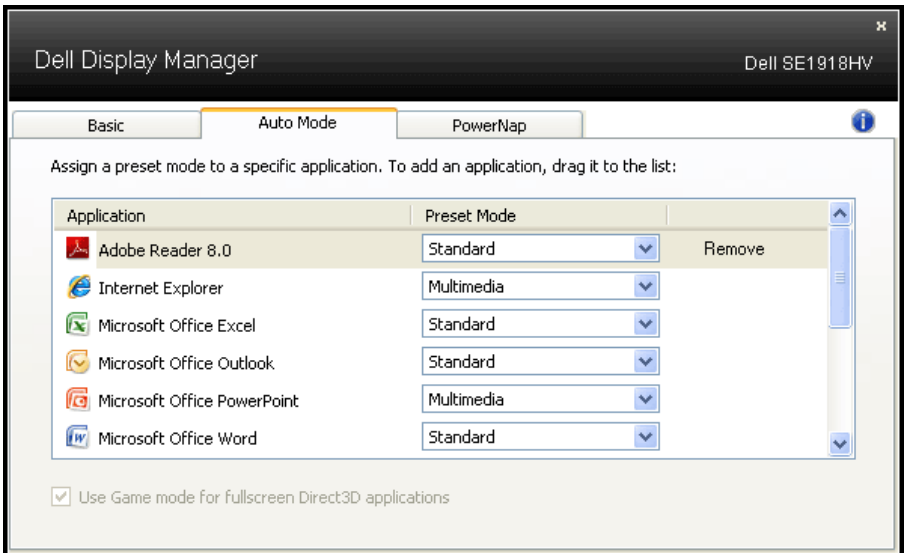 x
Dell Display Manager
Dell SE1918HV
Basic
Auto Mode
PowerNap
Assign a preset mode to a specific application. To add an application, drag it to the list:
Application Preset Mode
Adobe Reader 8.0 Standard Remove
Internet Explorer Multimedia
Microsoft Office Excel Standard
Microsoft Office Outlook Standard
Microsoft Office PowerPoint Multimedia
Microsoft Office Word Standard
Use Game mode for fullscreen Direct3D applications